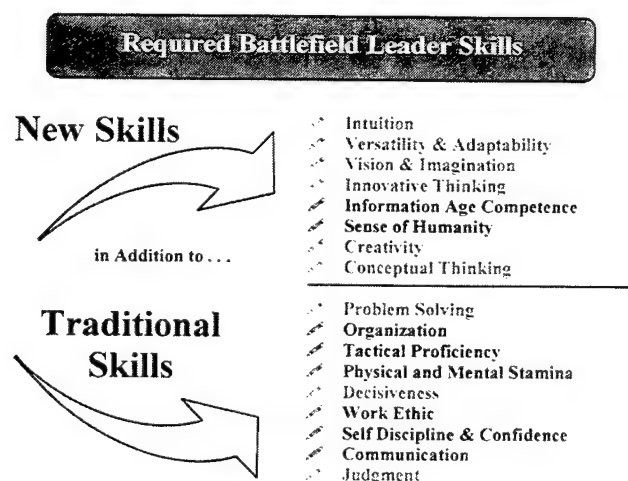 Required Battlefield Leader Skills
New Skills
in Addition to . . .
Intuition
Versatility & Adaptability
Vision & Imagination
Innovative Thinking
Information Age Competence
Sense of Humanity
Creativity
Conceptual Thinking
Traditional
Skills
Problem Solving
Organization
Tactical Proficiency
Physical and Mental Stamina
Decisiveness
Work Ethic
Self Discipline & Confidence
Communication
Judgment